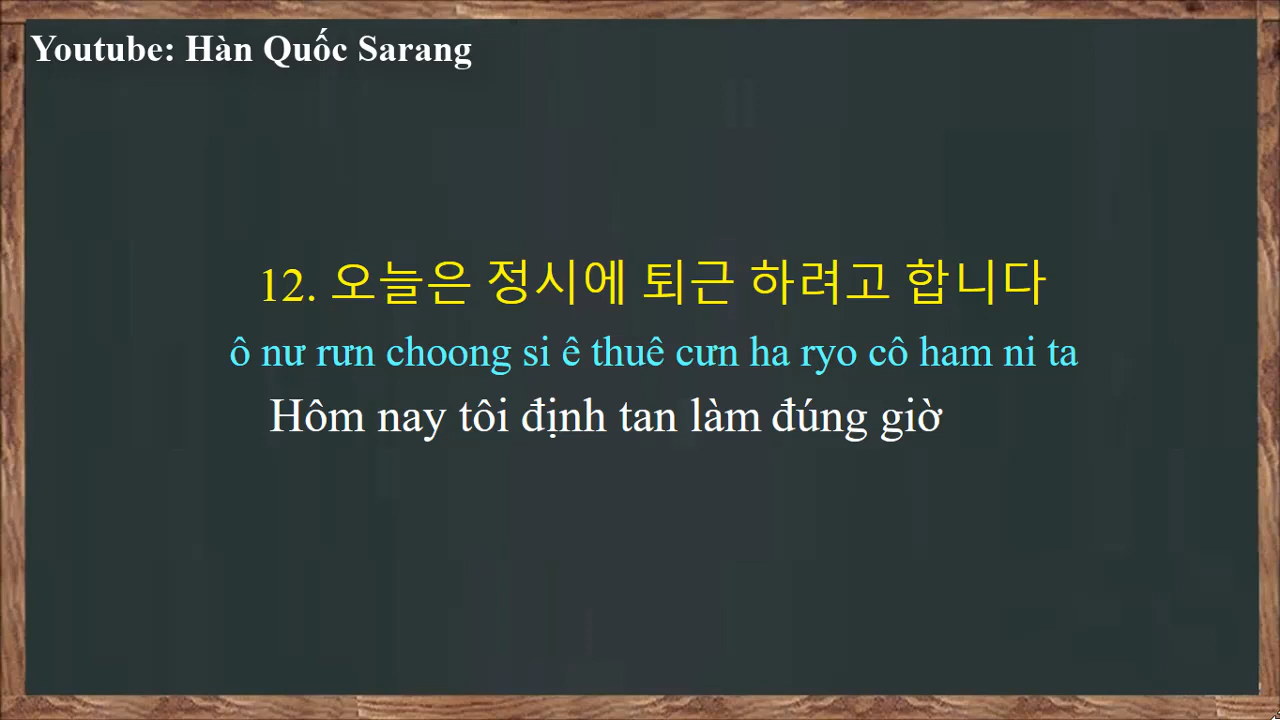 Youtube: Hàn Quốc Sarang
12. 오늘은 정시에 퇴근 하려고 합니다
ô nư rưn choong si ê thuê cưn ha ryo cô ham ni ta
Hôm nay tôi định tan làm đúng giờ